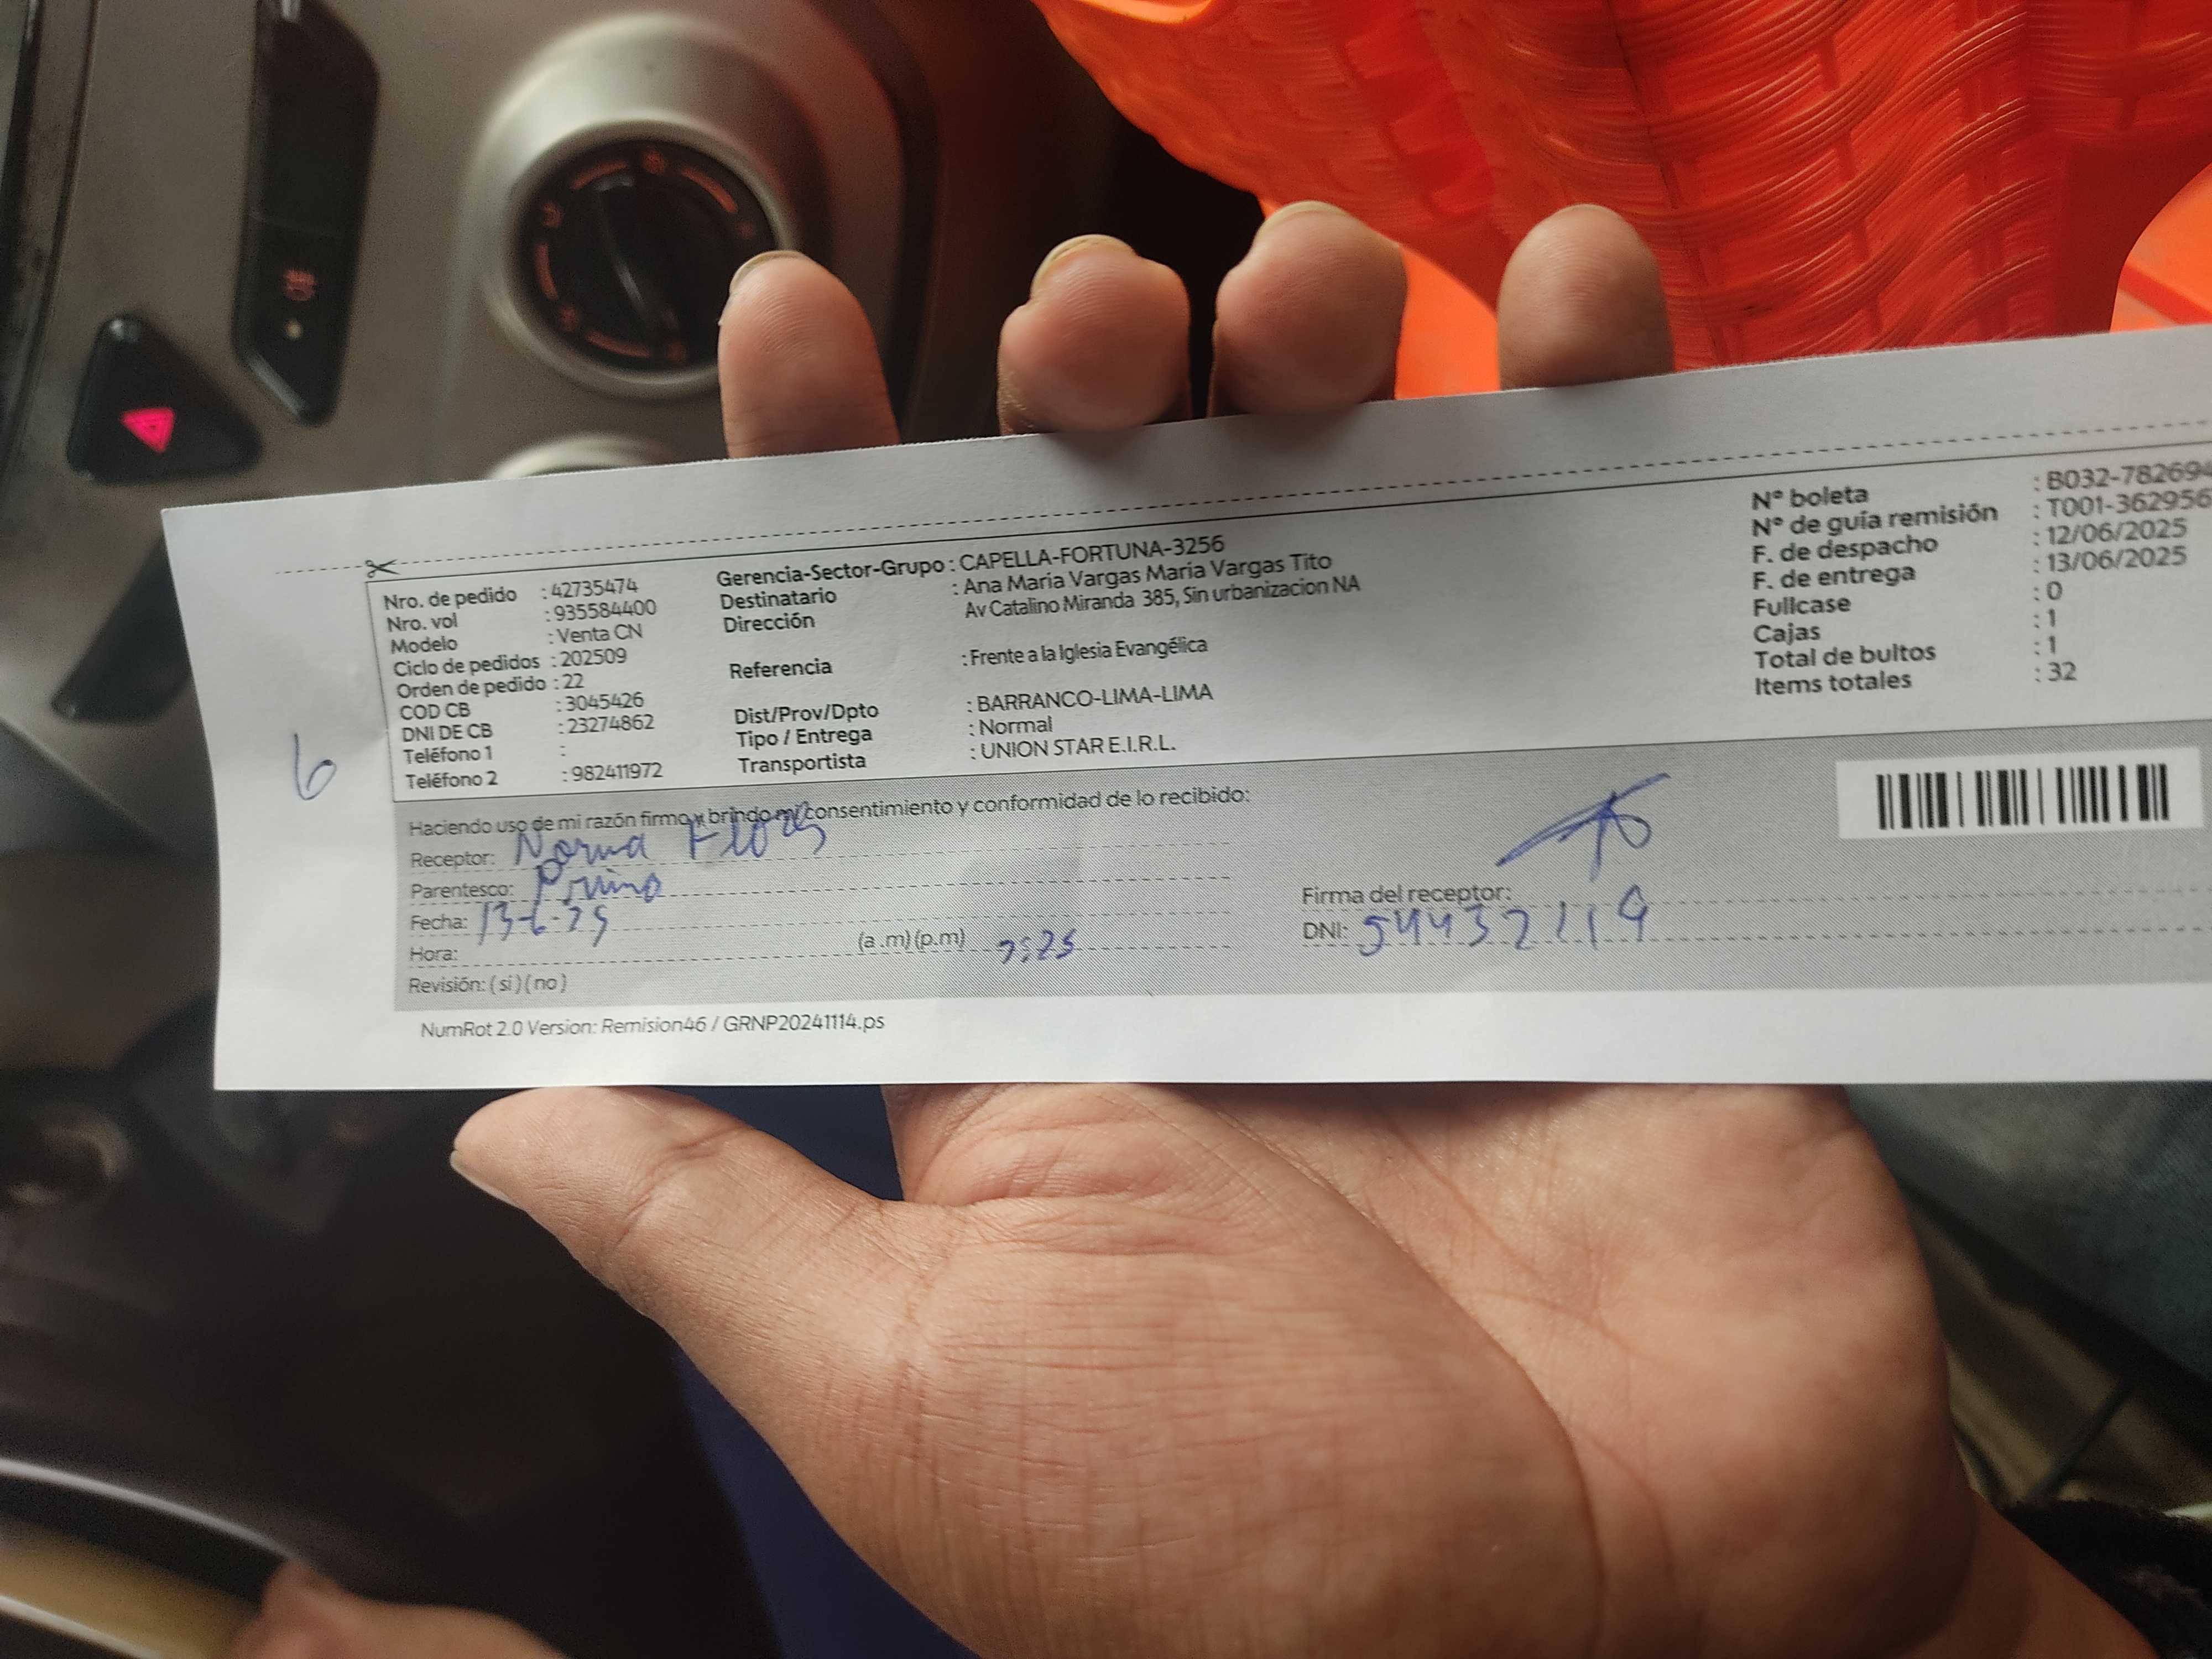 Nro. de pedido : 42735474
Nro. vol : 935584400
Modelo : Venta CN
Ciclo de pedidos : 202509
Orden de pedido : 22
COD CB : 3045426
DNI DE CB : 23274862
Teléfono 1 :
Teléfono 2 : 982411972
Gerencia-Sector-Grupo : CAPELLA-FORTUNA-3256
Destinatario : Ana Maria Vargas Maria Vargas Tito
Dirección Av Catalino Miranda 385, Sin urbanizacion NA
Referencia : Frente a la Iglesia Evangélica
Dist/Prov/Dpto : BARRANCO-LIMA-LIMA
Tipo / Entrega : Normal
Transportista : UNION STAR E.I.R.L.
N° boleta : B032-782694
N° de guía remisión : T001-362956
F. de despacho : 12/06/2025
F. de entrega : 13/06/2025
Fullcase : 0
Cajas : 1
Total de bultos : 1
Items totales : 32
6
Haciendo uso de mi razón firmo y brindo mi consentimiento y conformidad de lo recibido:
Receptor: Norma Flores
Parentesco: Primo
Fecha: 13-6-25
Hora: (a.m)(p.m)
Revisión: (si)(no)
Firma del receptor:
DNI:
NumRot 2.0 Version: Remision46 / GRNP20241114.ps